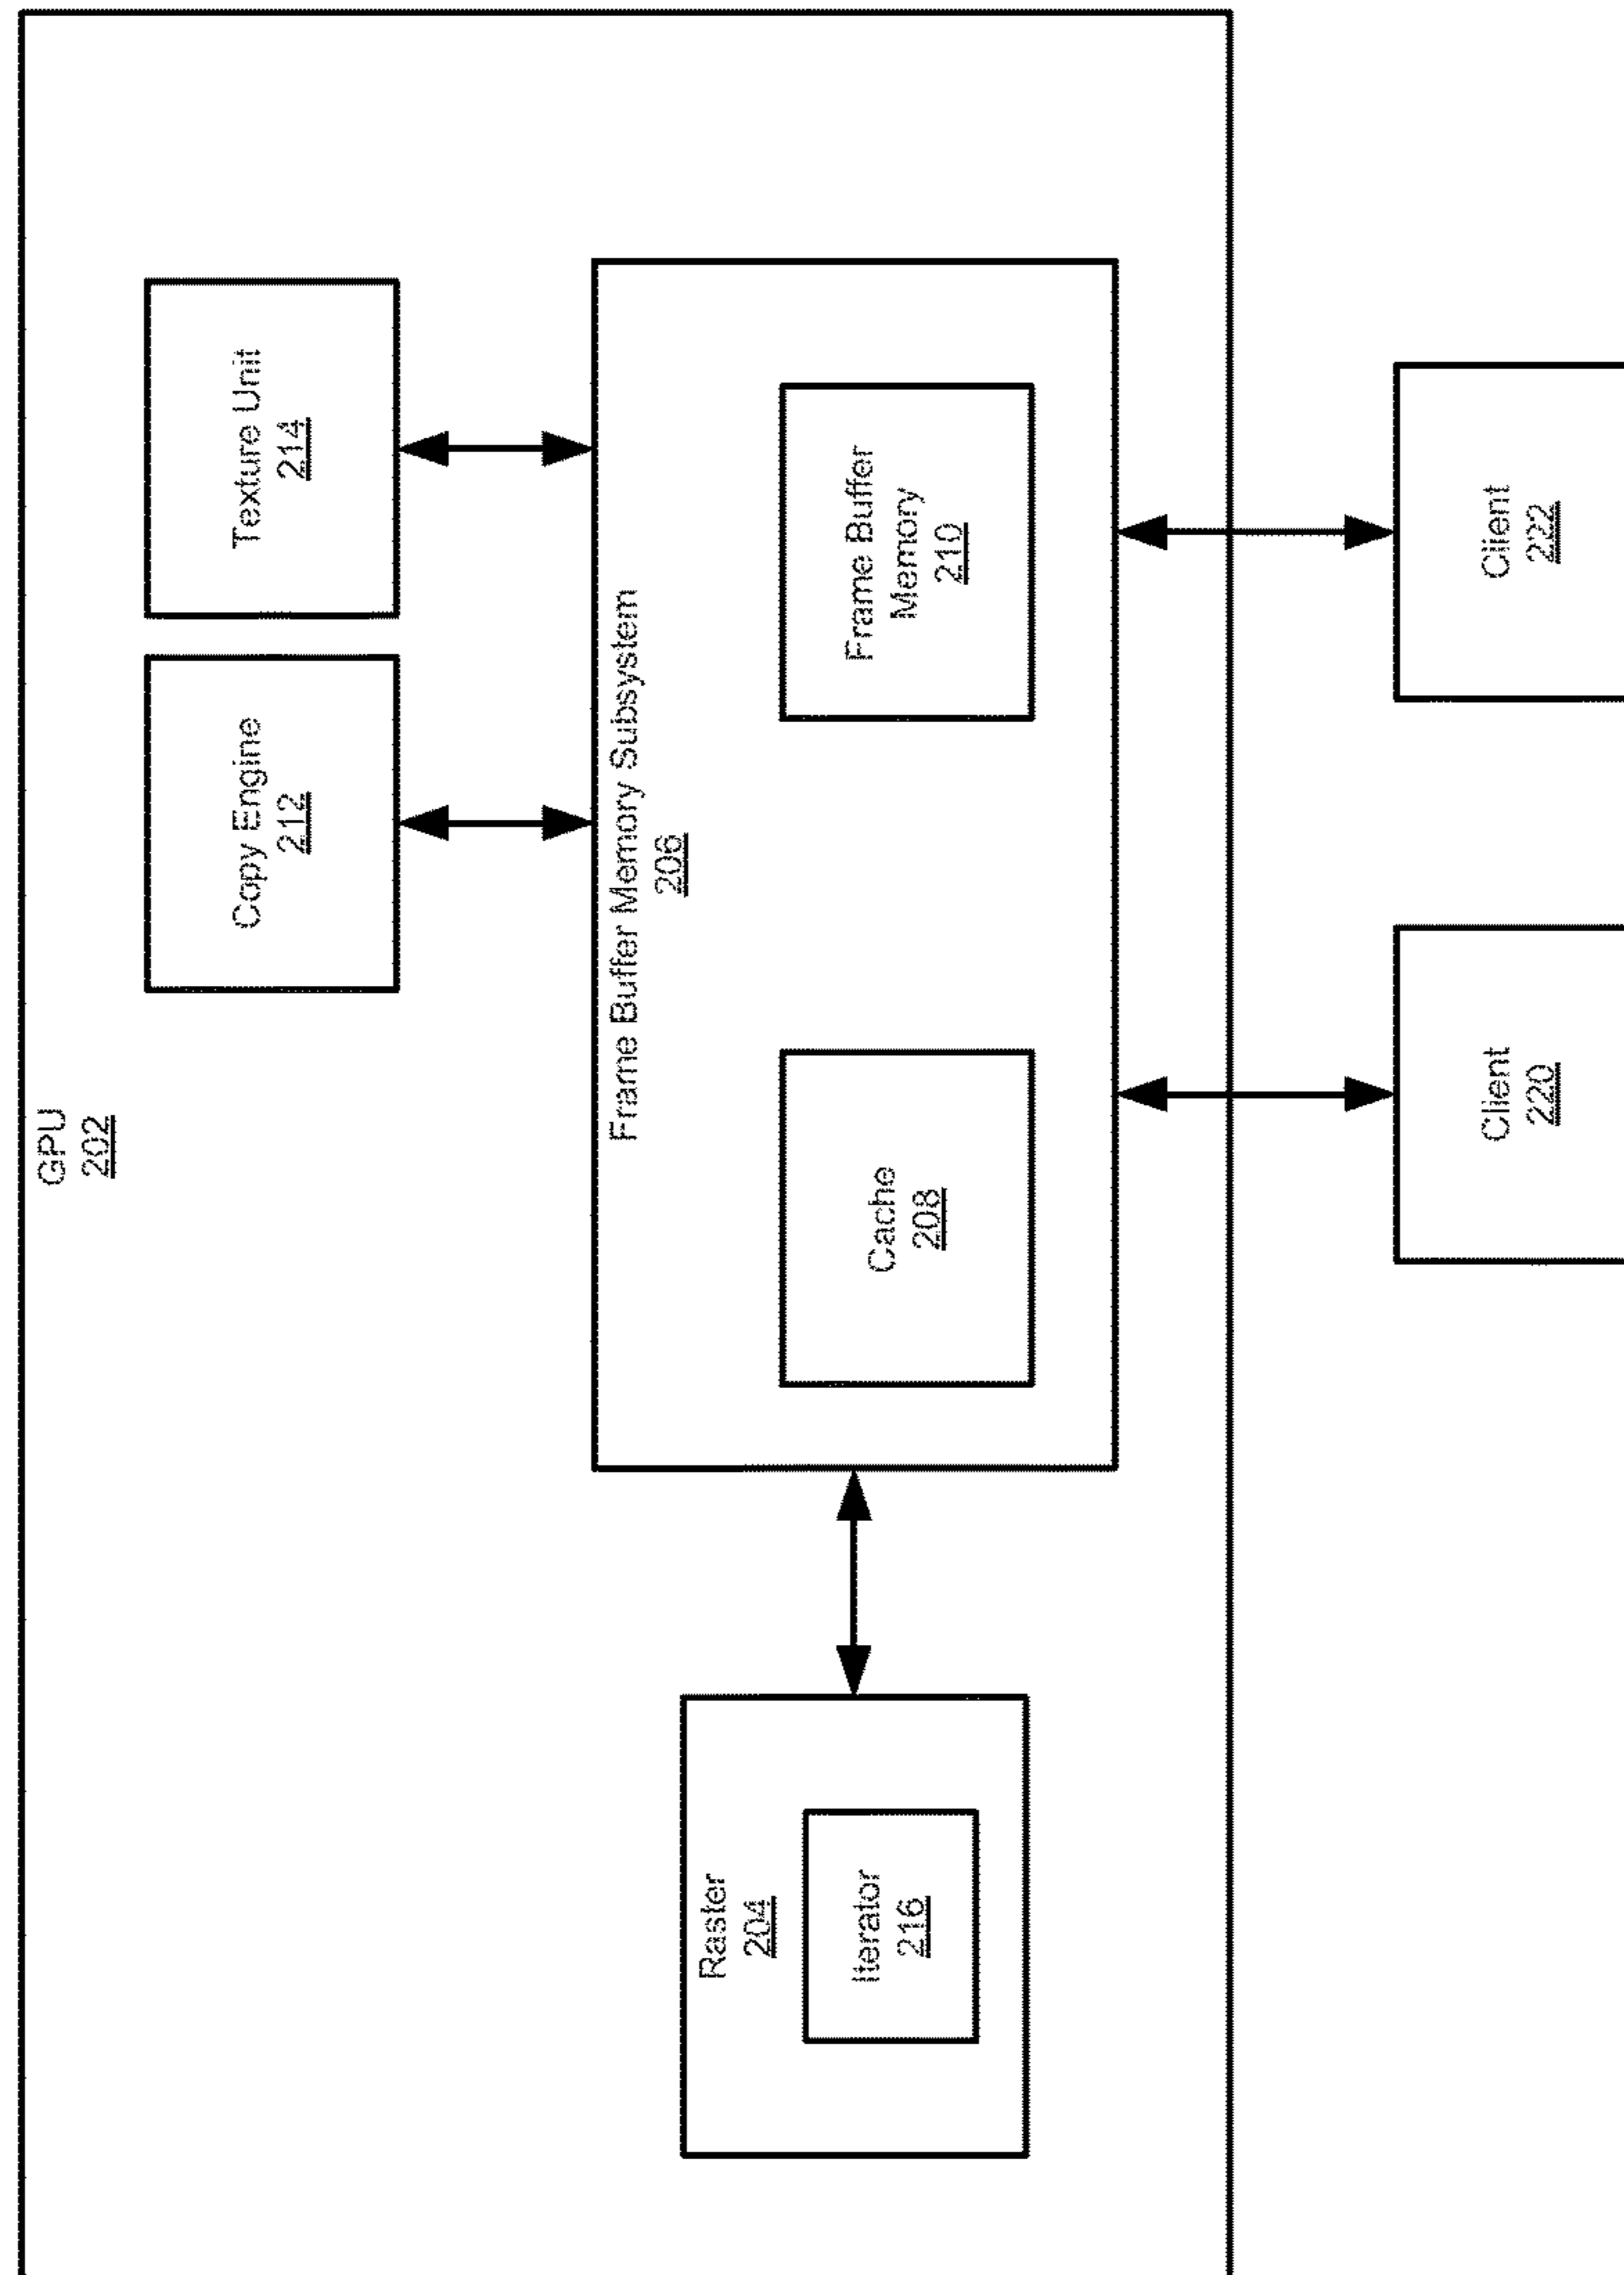 GPU
202
Copy Engine
212
Texture Unit
214
Frame Buffer Memory Subsystem
206
Raster
204
Iterator
216
Cache
208
Frame Buffer
Memory
210
Client
220
Client
222